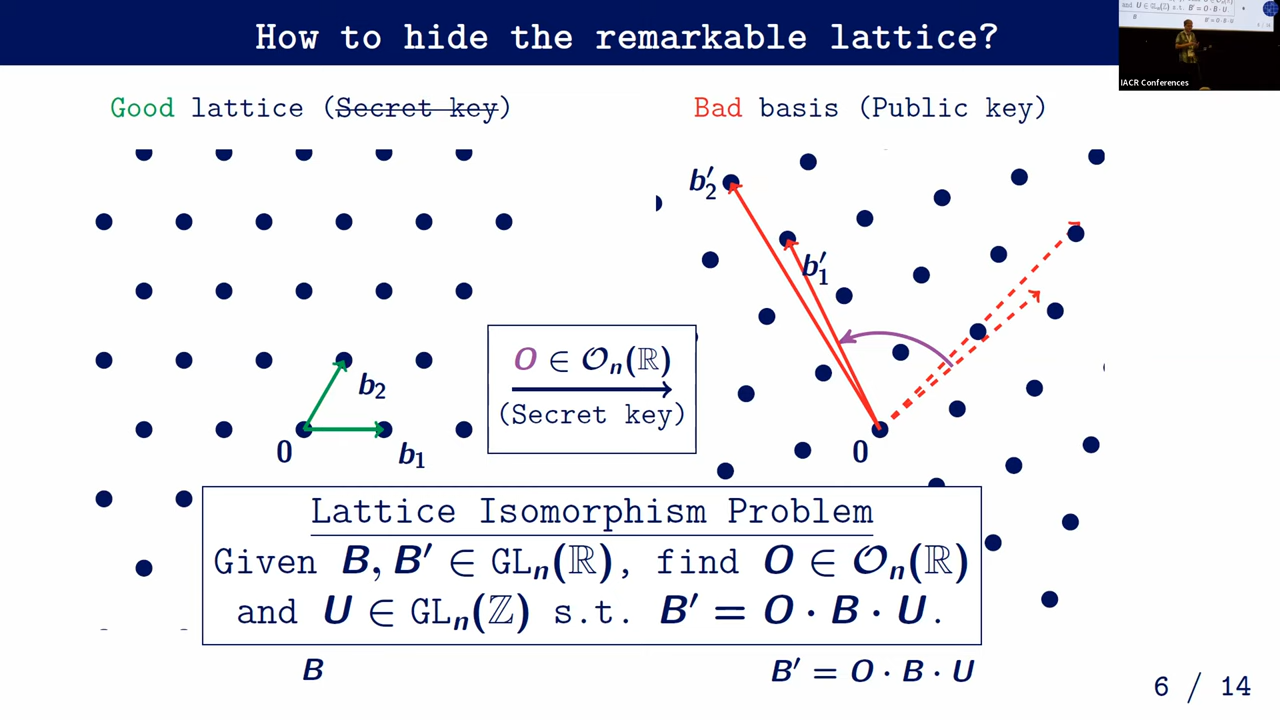 How to hide the remarkable lattice?
IACR Conferences
Good lattice (Secret key)
Bad basis (Public key)
b′₂
b′₁
b₂
b₁
0
0
O ∈ 𝒪ₙ(ℝ)
(Secret key)
Lattice Isomorphism Problem
Given B, B′ ∈ GLₙ(ℝ), find O ∈ 𝒪ₙ(ℝ)
and U ∈ GLₙ(ℤ) s.t. B′ = O · B · U.
B
B′ = O · B · U
6 / 14